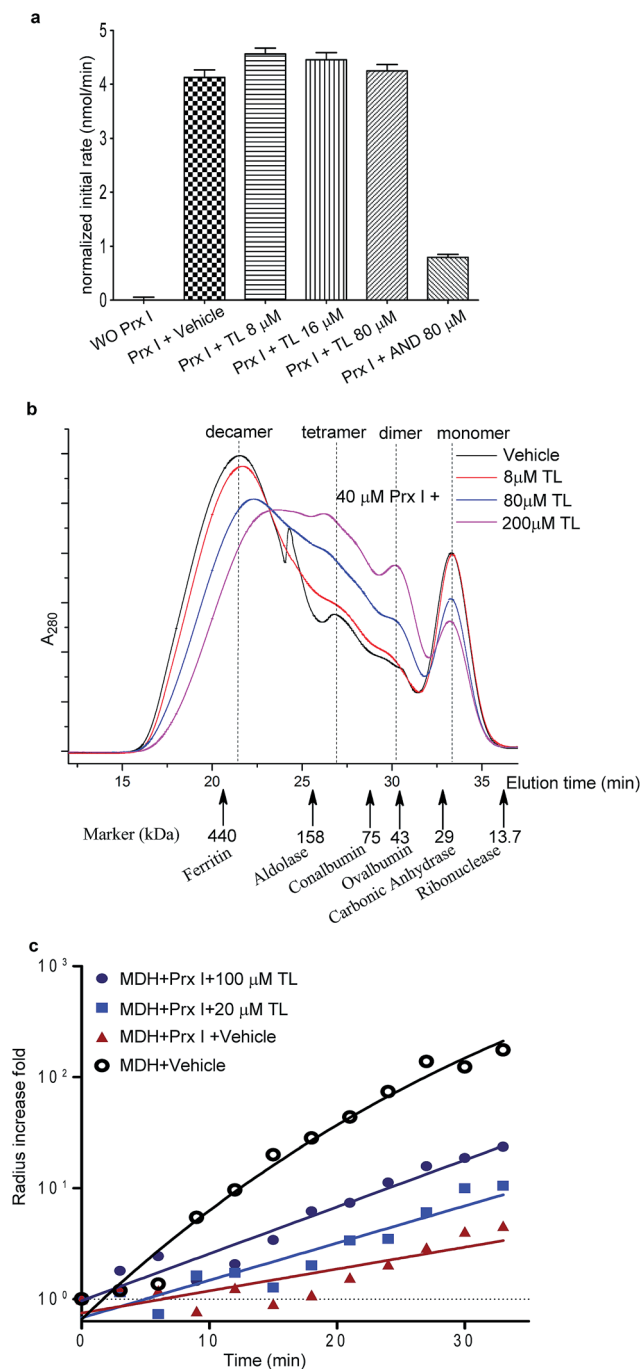 a
normalized initial rate (nmol/min)
5
4
3
2
1
0
WO Prx I
Prx I + Vehicle
Prx I + TL 8 μM
Prx I + TL 16 μM
Prx I + TL 80 μM
Prx I + AND 80 μM
b
decamer tetramer dimer monomer
40 μM Prx I +
Vehicle
8μM TL
80μM TL
200μM TL
A280
15 20 25 30 35 Elution time (min)
Marker (kDa) 440 158 75 43 29 13.7
Ferritin
Aldolase
Conalbumin
Ovalbumin
Carbonic Anhydrase
Ribonuclease
c
10³
10²
10¹
10⁰
Radius increase fold
MDH+Prx I+100 μM TL
MDH+Prx I+20 μM TL
MDH+Prx I +Vehicle
MDH+Vehicle
0 10 20 30
Time (min)